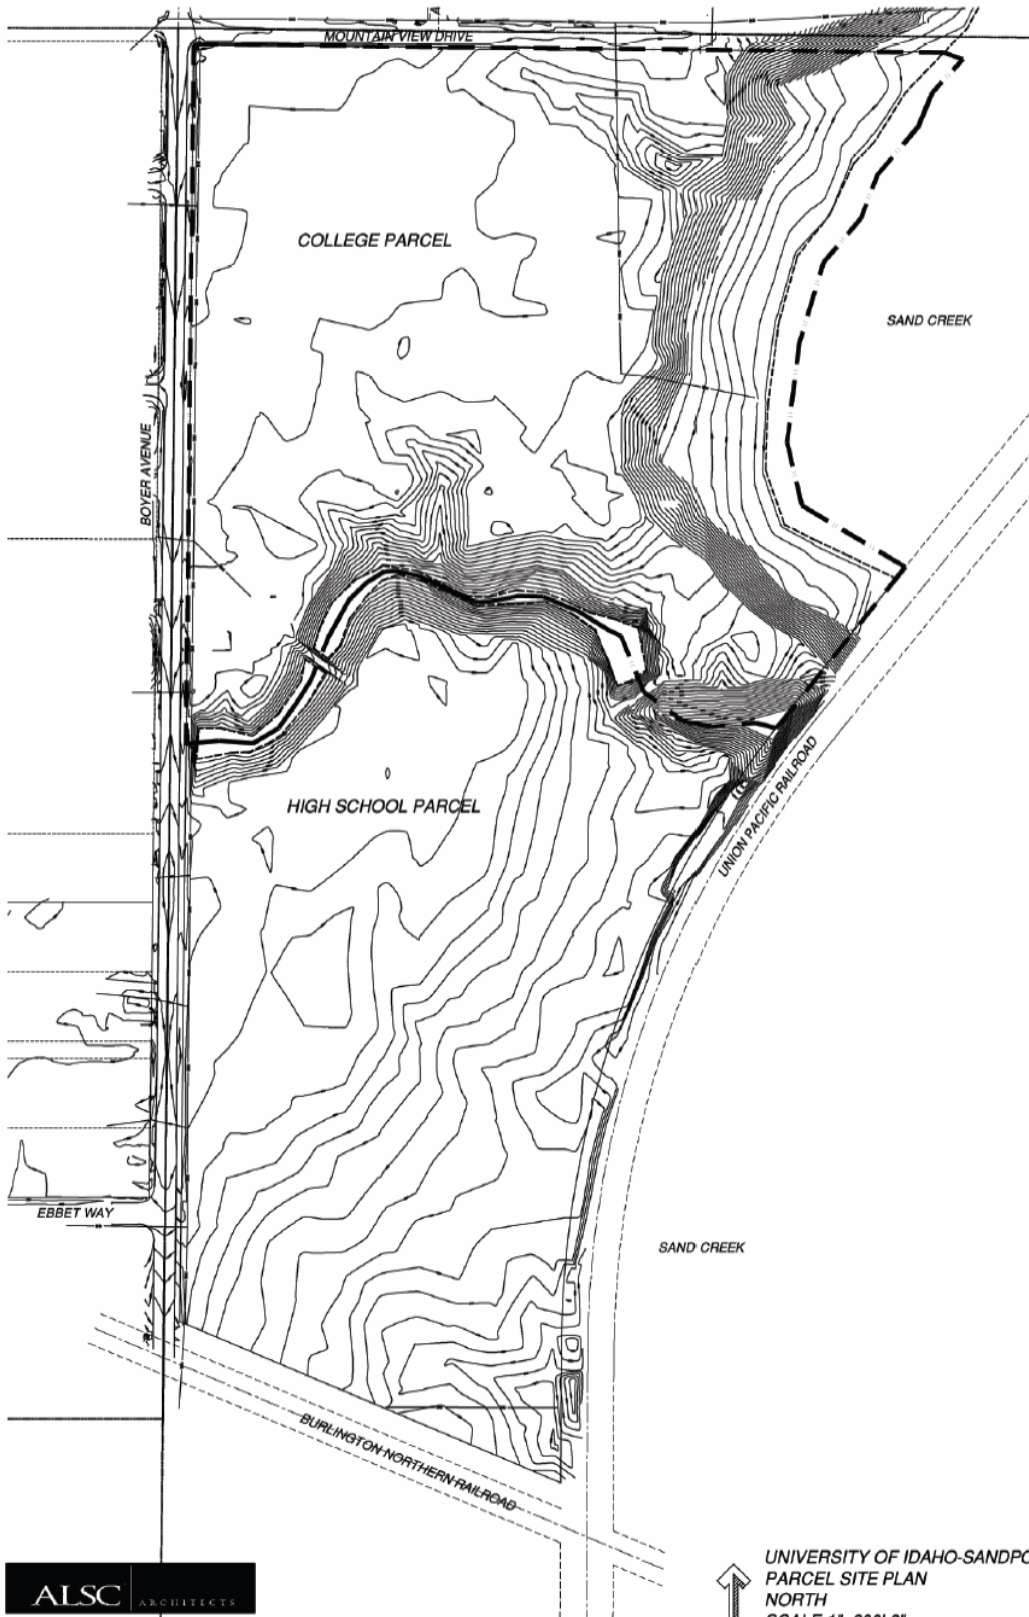 MOUNTAIN VIEW DRIVE
COLLEGE PARCEL
SAND CREEK
BOYER AVENUE
HIGH SCHOOL PARCEL
UNION PACIFIC RAILROAD
EBBET WAY
SAND CREEK
BURLINGTON NORTHERN RAILROAD
ALSC ARCHITECTS
UNIVERSITY OF IDAHO-SANDPO
PARCEL SITE PLAN
NORTH